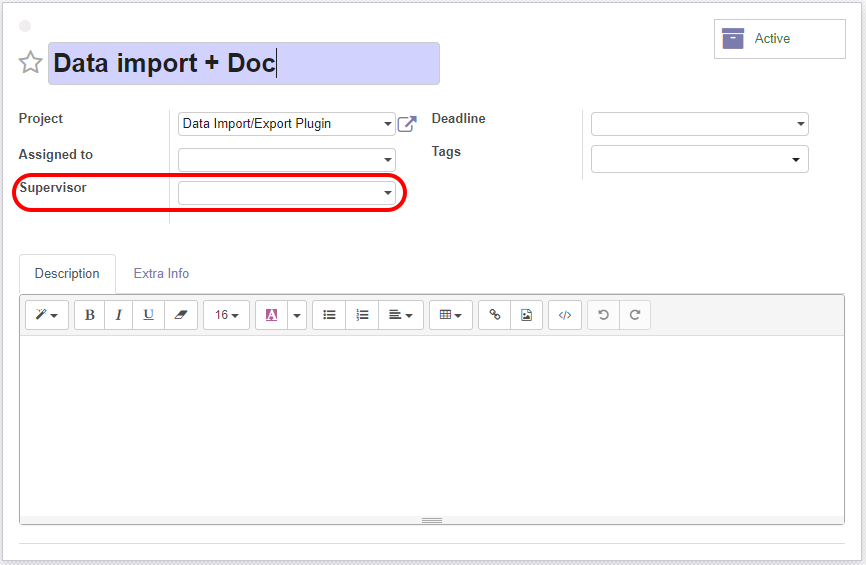 Active
Data import + Doc
Project
Data Import/Export Plugin
Deadline
Assigned to
Tags
Supervisor
Description
Extra Info
B I U 16 A </>